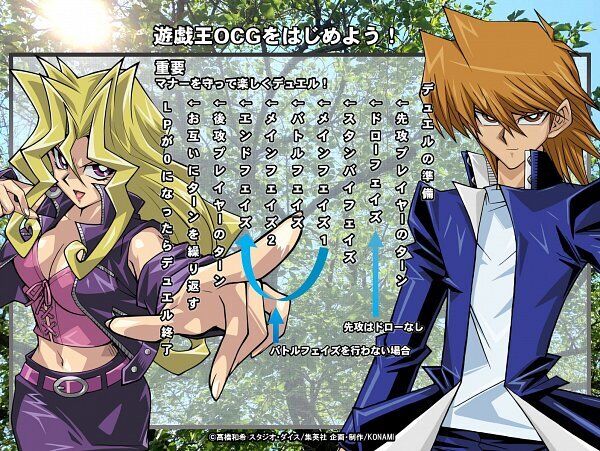 遊戯王OCGをはじめよう！
重要
マナーを守って楽しくデュエル！
デュエルの準備
←先攻プレイヤーのターン
←ドローフェイズ
←スタンバイフェイズ
←メインフェイズ1
←バトルフェイズ
←メインフェイズ2
←エンドフェイズ
←後攻プレイヤーのターン
←お互いにターンを繰り返す
LPが0になったらデュエル終了
先攻はドローなし
バトルフェイズを行わない場合
©高橋和希 スタジオ・ダイス/集英社 企画・制作/KONAMI